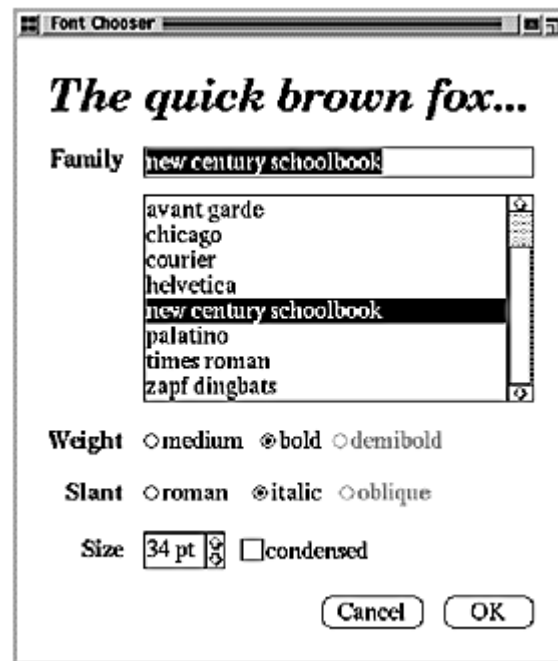 Font Chooser
The quick brown fox...
Family new century schoolbook
avant garde
chicago
courier
helvetica
new century schoolbook
palatino
times roman
zapf dingbats
Weight medium bold demibold
Slant roman italic oblique
Size 34 pt condensed
Cancel OK